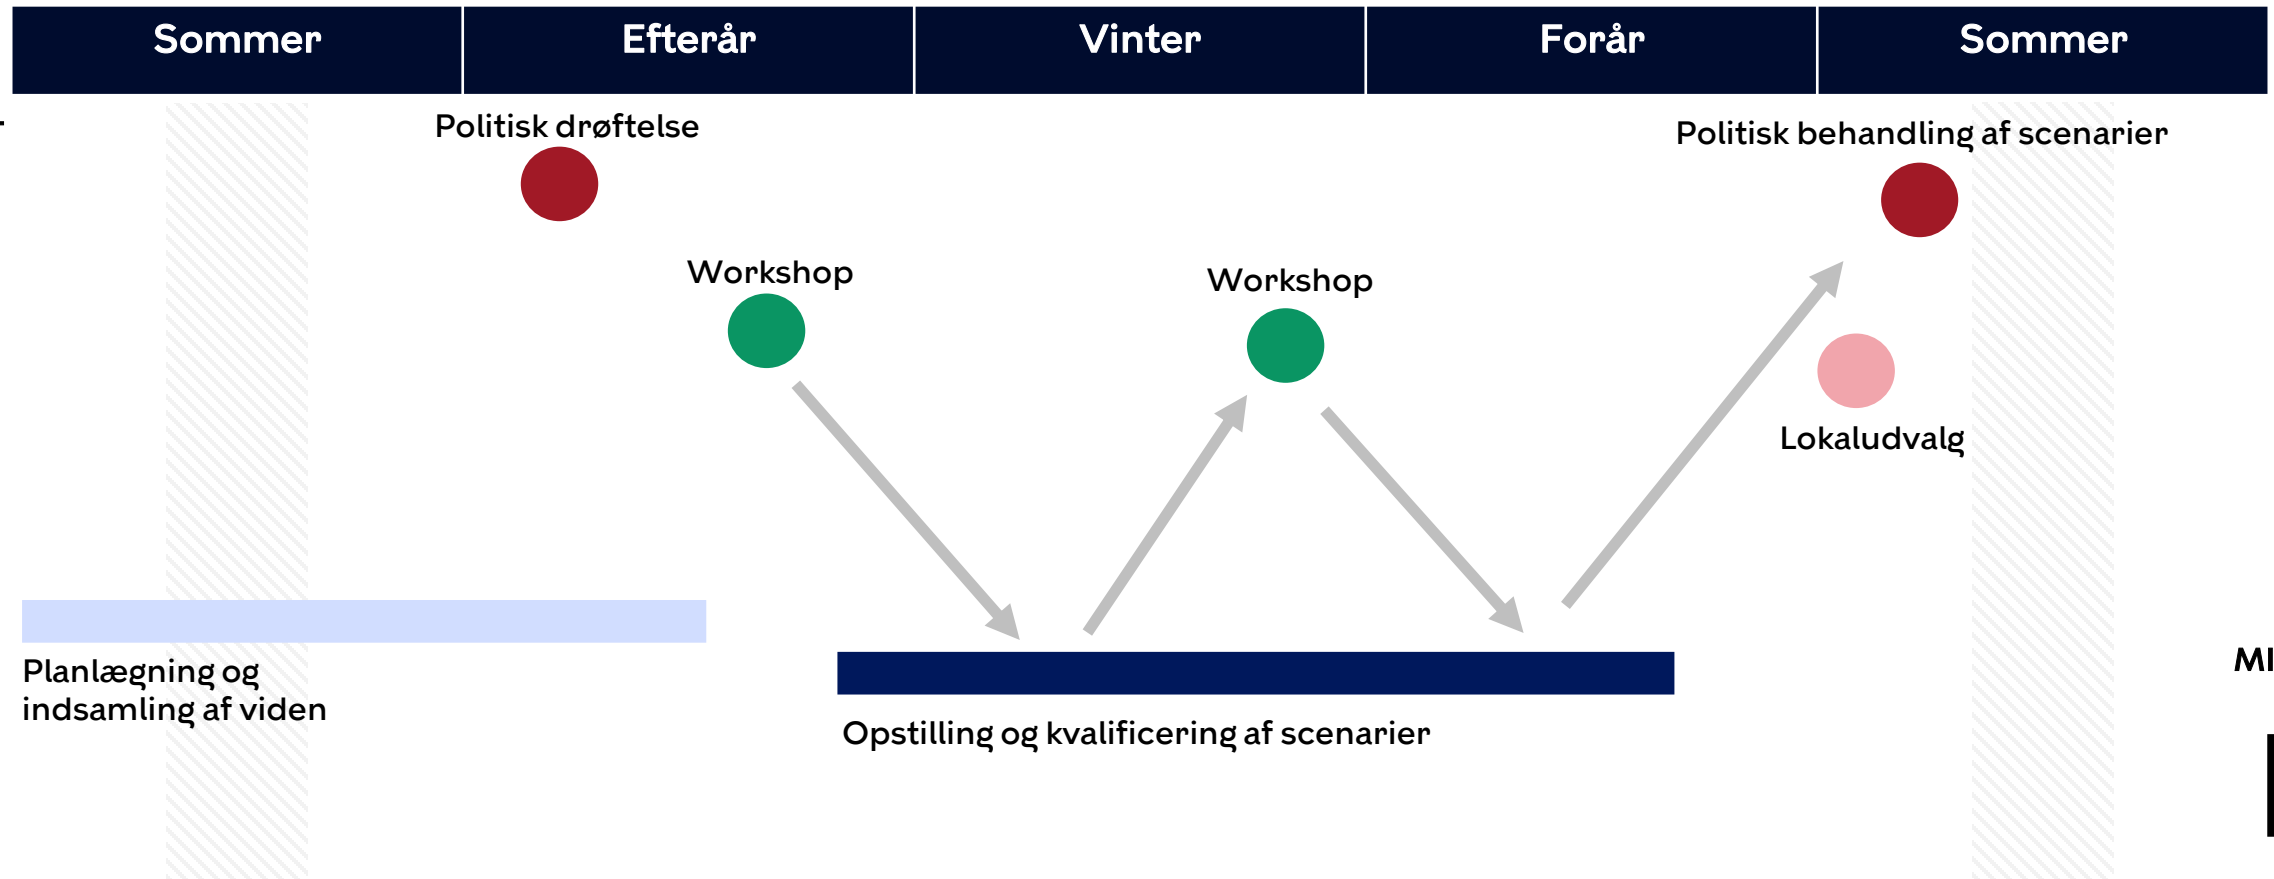 Sommer
Efterår
Vinter
Forår
Sommer
Politisk drøftelse
Politisk behandling af scenarier
Workshop
Workshop
Lokaludvalg
Planlægning og
indsamling af viden
Opstilling og kvalificering af scenarier
MI